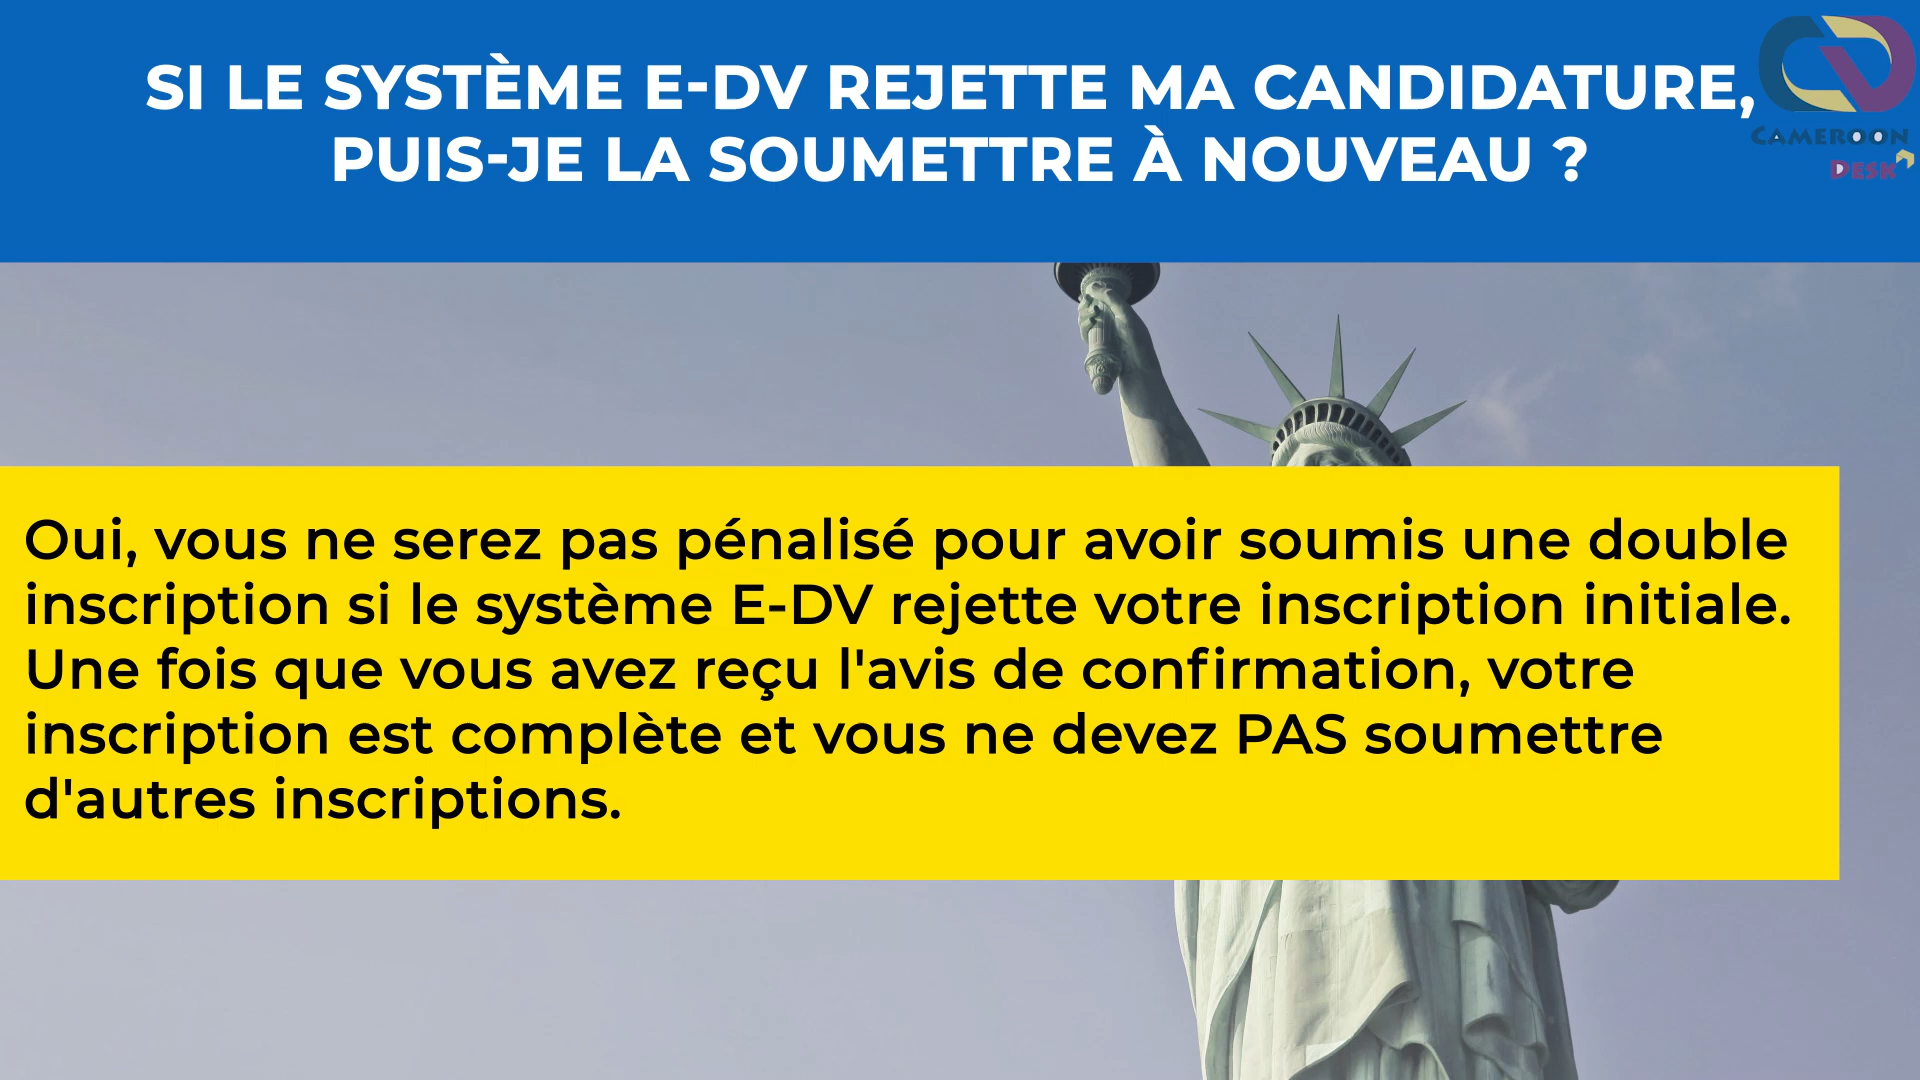 SI LE SYSTÈME E-DV REJETTE MA CANDIDATURE,
PUIS-JE LA SOUMETTRE À NOUVEAU ?
CAMEROON
DESK
Oui, vous ne serez pas pénalisé pour avoir soumis une double
inscription si le système E-DV rejette votre inscription initiale.
Une fois que vous avez reçu l'avis de confirmation, votre
inscription est complète et vous ne devez PAS soumettre
d'autres inscriptions.